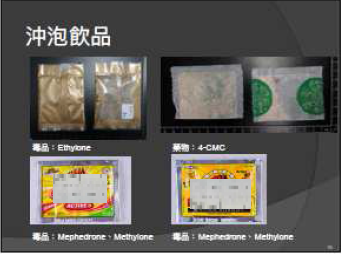 沖泡飲品
毒品：Ethylone
藥物：4-CMC
毒品：Mephedrone、Methylone
毒品：Mephedrone、Methylone